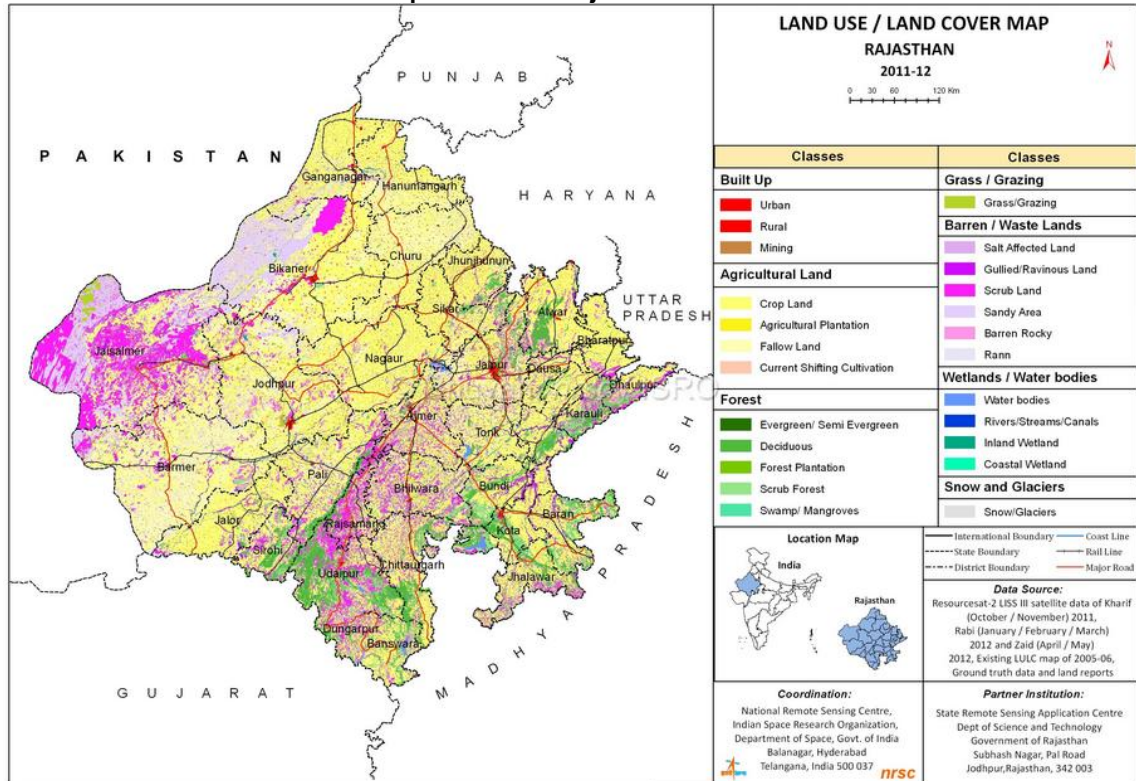 LAND USE / LAND COVER MAP
RAJASTHAN
2011-12
N
0 30 60 120 Km
PUNJAB
PAKISTAN
HARYANA
UTTAR
PRADESH
MADHYA PRADESH
GUJARAT
Ganganagar
Hanumangarh
Churu
Jhunjhunun
Bikaner
Sikar
Alwar
Bharatpur
Jaisalmer
Nagaur
Jaipur
Dausa
Dhaulpur
Jodhpur
Karauli
Ajmer
Tonk
Barmer
Pali
Bhilwara
Bundi
Baran
Jalor
Rajsamand
Kota
Sirohi
Udaipur
Chittaurgarh
Jhalawar
Dungarpur
Banswara
Classes
Built Up
Urban
Rural
Mining
Agricultural Land
Crop Land
Agricultural Plantation
Fallow Land
Current Shifting Cultivation
Forest
Evergreen/ Semi Evergreen
Deciduous
Forest Plantation
Scrub Forest
Swamp/ Mangroves
Classes
Grass / Grazing
Grass/Grazing
Barren / Waste Lands
Salt Affected Land
Gullied/Ravinous Land
Scrub Land
Sandy Area
Barren Rocky
Rann
Wetlands / Water bodies
Water bodies
Rivers/Streams/Canals
Inland Wetland
Coastal Wetland
Snow and Glaciers
Snow/Glaciers
Location Map
India
Rajasthan
International Boundary Coast Line
State Boundary Rail Line
District Boundary Major Road
Data Source:
Resourcesat-2 LISS III satellite data of Kharif
(October / November) 2011,
Rabi (January / February / March)
2012 and Zaid (April / May)
2012, Existing LULC map of 2005-06,
Ground truth data and land reports
Coordination:
National Remote Sensing Centre,
Indian Space Research Organization,
Department of Space, Govt. of India
Balanagar, Hyderabad
Telangana, India 500 037
nrsc
Partner Institution:
State Remote Sensing Application Centre
Dept of Science and Technology
Government of Rajasthan
Subhash Nagar, Pal Road
Jodhpur,Rajasthan, 342 003